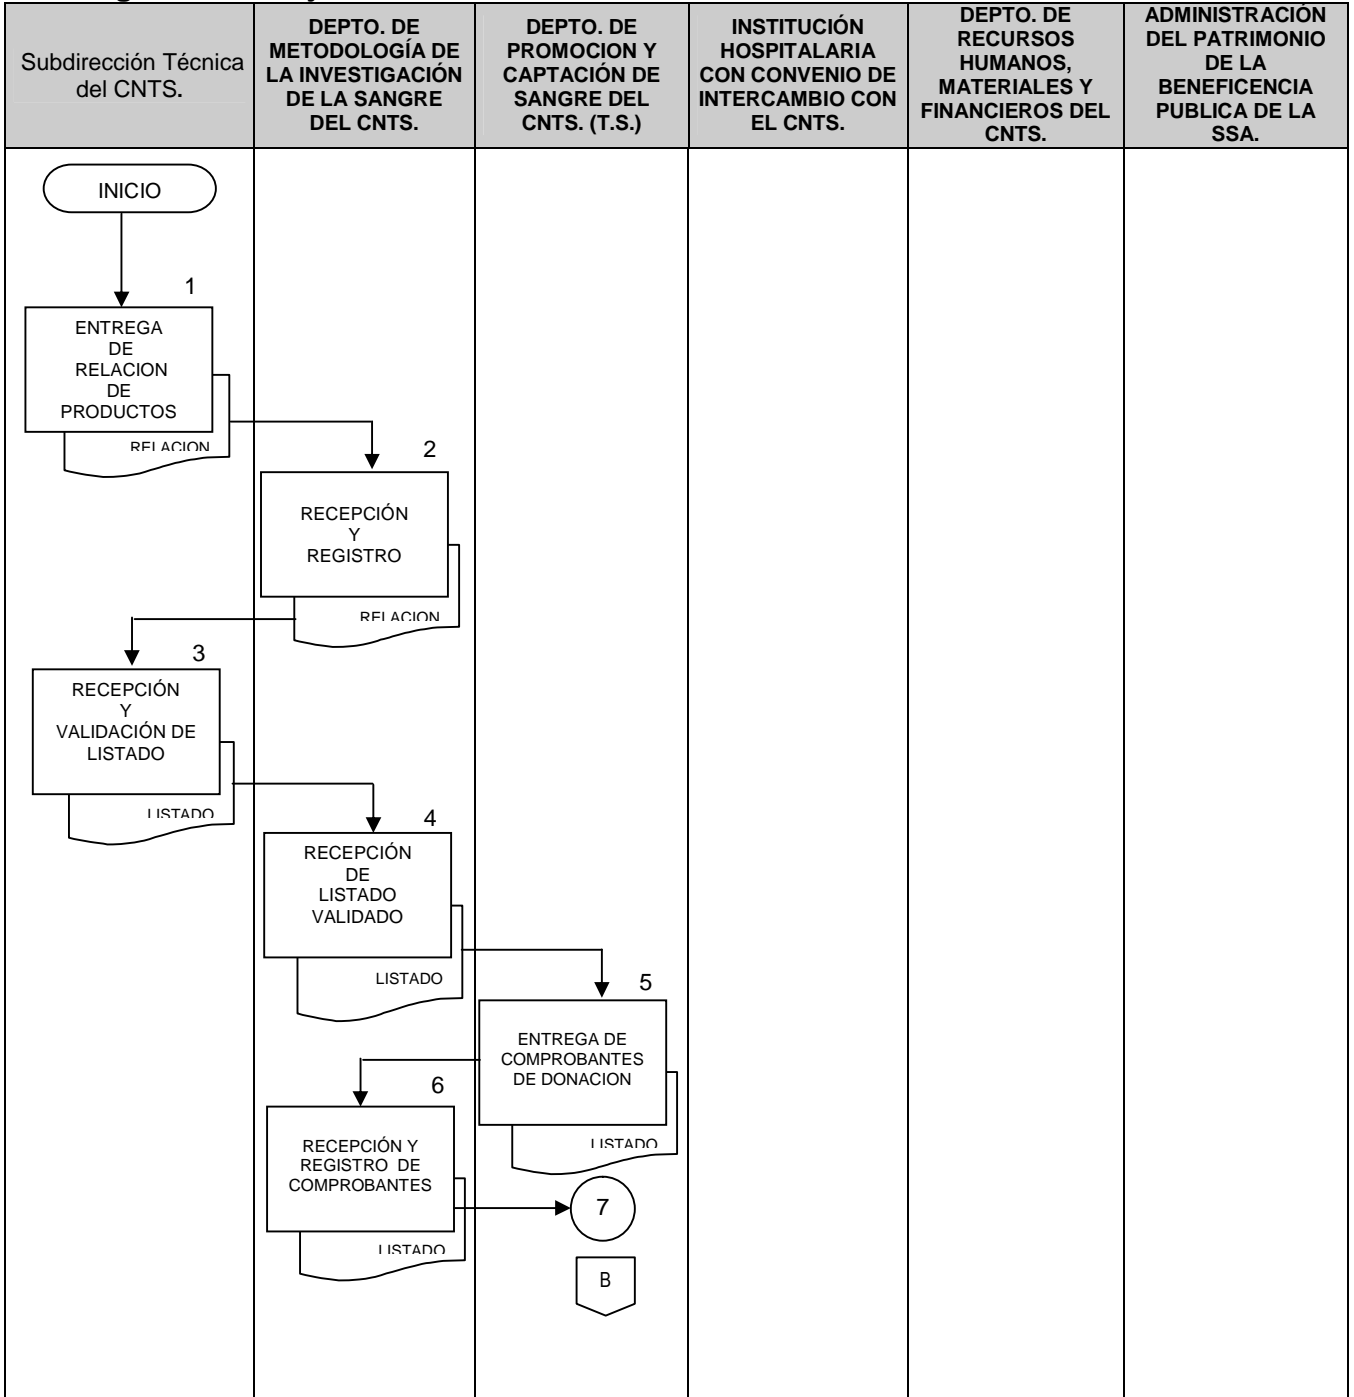 Subdirección Técnica
del CNTS.
DEPTO. DE
METODOLOGÍA DE
LA INVESTIGACIÓN
DE LA SANGRE
DEL CNTS.
DEPTO. DE
PROMOCION Y
CAPTACIÓN DE
SANGRE DEL
CNTS. (T.S.)
INSTITUCIÓN
HOSPITALARIA
CON CONVENIO DE
INTERCAMBIO CON
EL CNTS.
DEPTO. DE
RECURSOS
HUMANOS,
MATERIALES Y
FINANCIEROS DEL
CNTS.
ADMINISTRACIÓN
DEL PATRIMONIO
DE LA
BENEFICENCIA
PUBLICA DE LA
SSA.
INICIO
1
ENTREGA
DE
RELACION
DE
PRODUCTOS
RELACION
2
RECEPCIÓN
Y
REGISTRO
RELACION
3
RECEPCIÓN
Y
VALIDACIÓN DE
LISTADO
LISTADO
4
RECEPCIÓN
DE
LISTADO
VALIDADO
LISTADO
5
ENTREGA DE
COMPROBANTES
DE DONACION
LISTADO
6
RECEPCIÓN Y
REGISTRO DE
COMPROBANTES
LISTADO
7
B